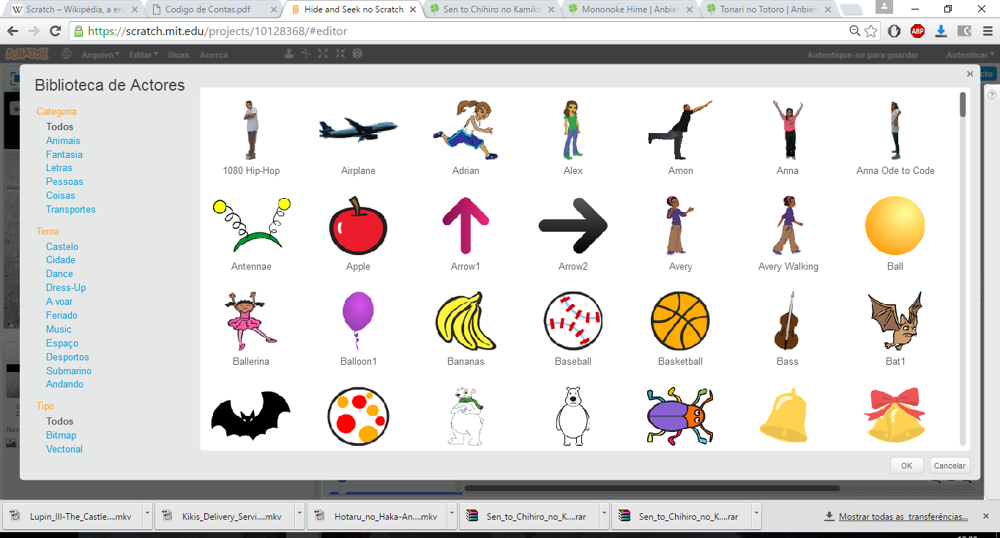 Scratch – Wikipédia, a en
Codigo de Contas.pdf
Hide and Seek no Scratch
Sen to Chihiro no Kamika
Mononoke Hime | Anbien
Tonari no Totoro | Anbien
https://scratch.mit.edu/projects/10128368/#editor
ABP
SCRATCH
Arquivo
Editar
Dicas
Acerca
Autentique-se para guardar
Autenticar
Biblioteca de Actores
Categoria
Todos
Animais
Fantasia
Letras
Pessoas
Coisas
Transportes
Tema
Castelo
Cidade
Dance
Dress-Up
A voar
Feriado
Music
Espaço
Desportos
Submarino
Andando
Tipo
Todos
Bitmap
Vectorial
1080 Hip-Hop
Airplane
Adrian
Alex
Amon
Anna
Anna Ode to Code
Antennae
Apple
Arrow1
Arrow2
Avery
Avery Walking
Ball
Ballerina
Balloon1
Bananas
Baseball
Basketball
Bass
Bat1
OK
Cancelar
Lupin_III-The_Castle....mkv
Kikis_Delivery_Servi....mkv
Hotaru_no_Haka-An....mkv
Sen_to_Chihiro_no_K....rar
Sen_to_Chihiro_no_K....rar
Mostrar todas as transferências...